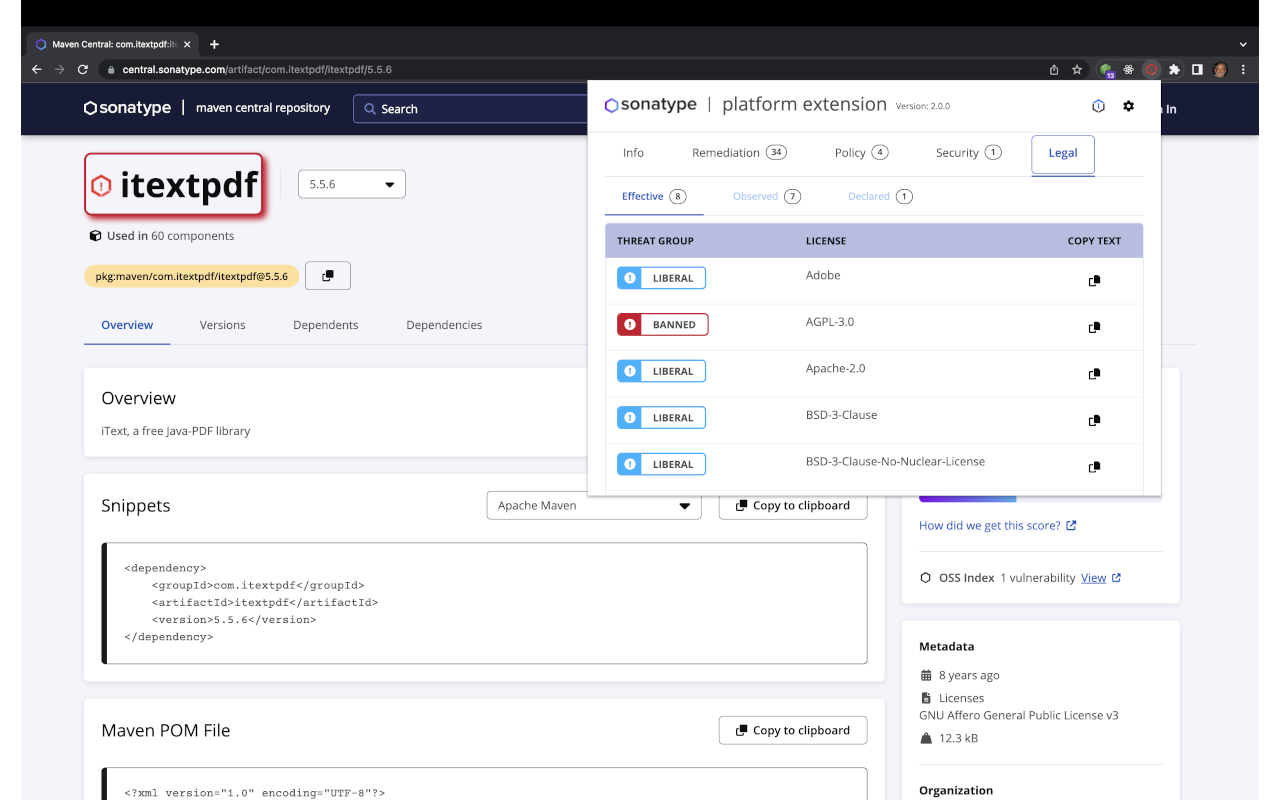 Maven Central: com.itextpdf:it
central.sonatype.com/artifact/com.itextpdf/itextpdf/5.5.6
13
sonatype | maven central repository
Search
In
itextpdf
5.5.6
Used in 60 components
pkg:maven/com.itextpdf/itextpdf@5.5.6
Overview
Versions
Dependents
Dependencies
Overview
iText, a free Java-PDF library
Snippets
Apache Maven
Copy to clipboard
<dependency>
    <groupId>com.itextpdf</groupId>
    <artifactId>itextpdf</artifactId>
    <version>5.5.6</version>
</dependency>
Maven POM File
Copy to clipboard
<?xml version="1.0" encoding="UTF-8"?>
sonatype | platform extension Version: 2.0.0
Info
Remediation 34
Policy 4
Security 1
Legal
Effective 8
Observed 7
Declared 1
THREAT GROUP LICENSE COPY TEXT
LIBERAL Adobe
BANNED AGPL-3.0
LIBERAL Apache-2.0
LIBERAL BSD-3-Clause
LIBERAL BSD-3-Clause-No-Nuclear-License
How did we get this score?
OSS Index 1 vulnerability View
Metadata
8 years ago
Licenses
GNU Affero General Public License v3
12.3 kB
Organization